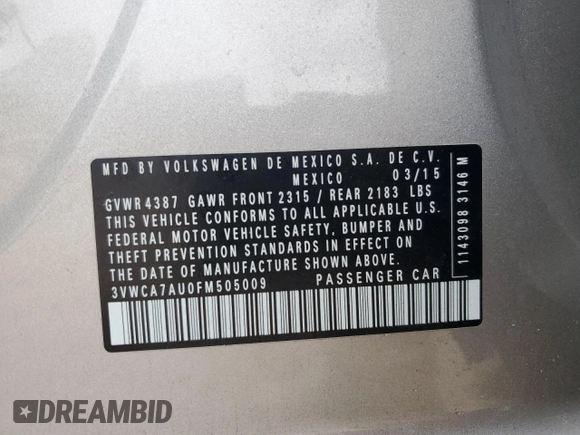 MFD BY VOLKSWAGEN DE MEXICO S.A. DE C.V.
MEXICO 03/15
GVWR 4387 GAWR FRONT 2315 / REAR 2183 LBS
THIS VEHICLE CONFORMS TO ALL APPLICABLE U.S.
FEDERAL MOTOR VEHICLE SAFETY, BUMPER AND
THEFT PREVENTION STANDARDS IN EFFECT ON
THE DATE OF MANUFACTURE SHOWN ABOVE.
3VWCA7AU0FM505009 PASSENGER CAR
1143098 3146 M
DREAMBID